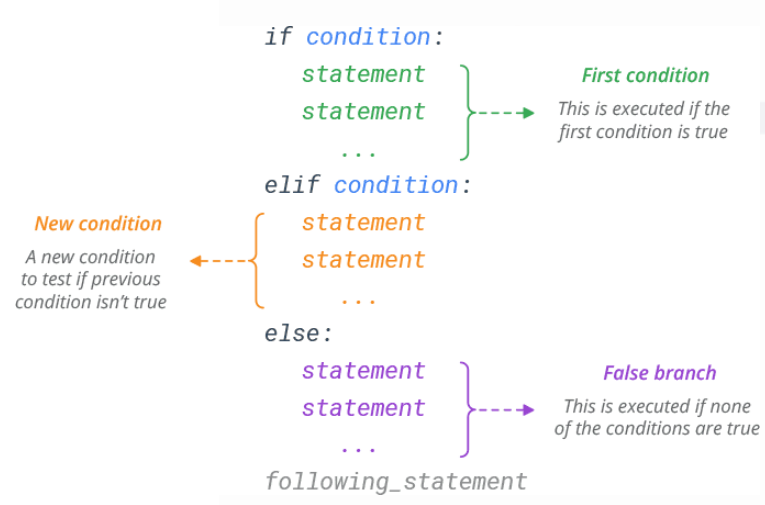 if condition:
statement
statement
...
First condition
This is executed if the
first condition is true
elif condition:
statement
statement
...
New condition
A new condition
to test if previous
condition isn't true
else:
statement
statement
...
False branch
This is executed if none
of the conditions are true
following_statement